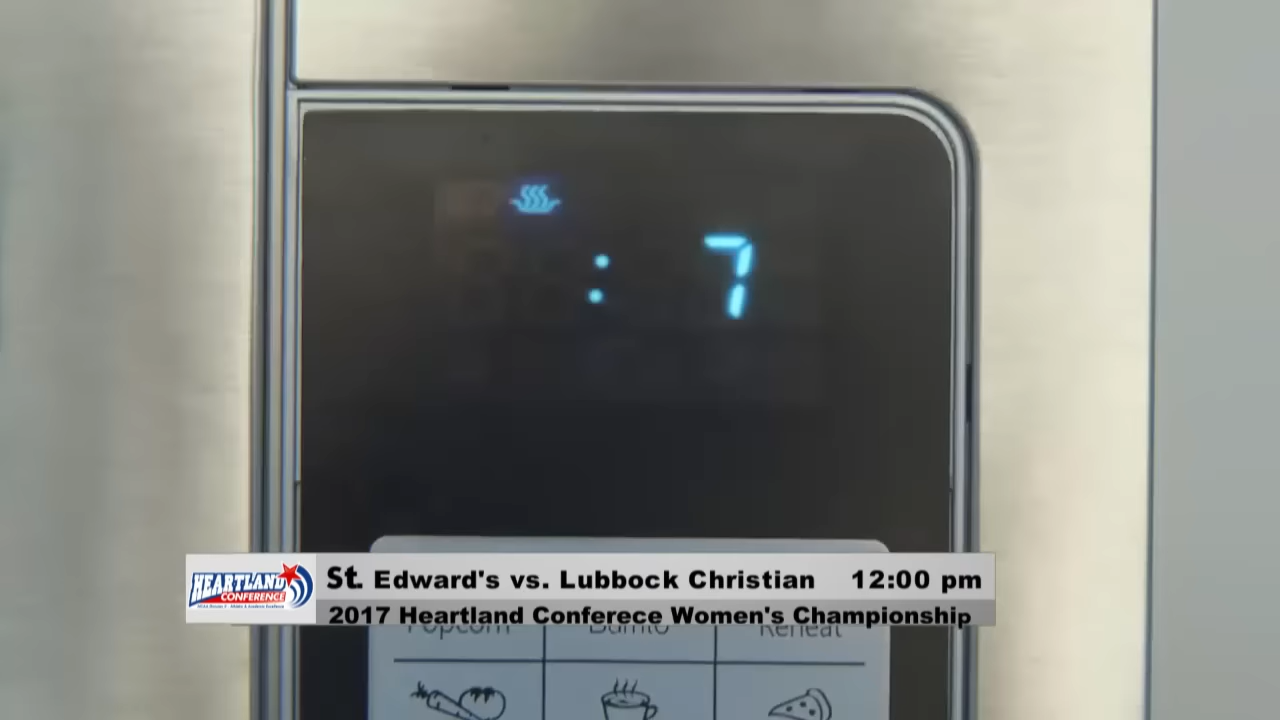 : 7
HEARTLAND
CONFERENCE
St. Edward's vs. Lubbock Christian 12:00 pm
2017 Heartland Conferece Women's Championship
Popcorn Burrito Reheat